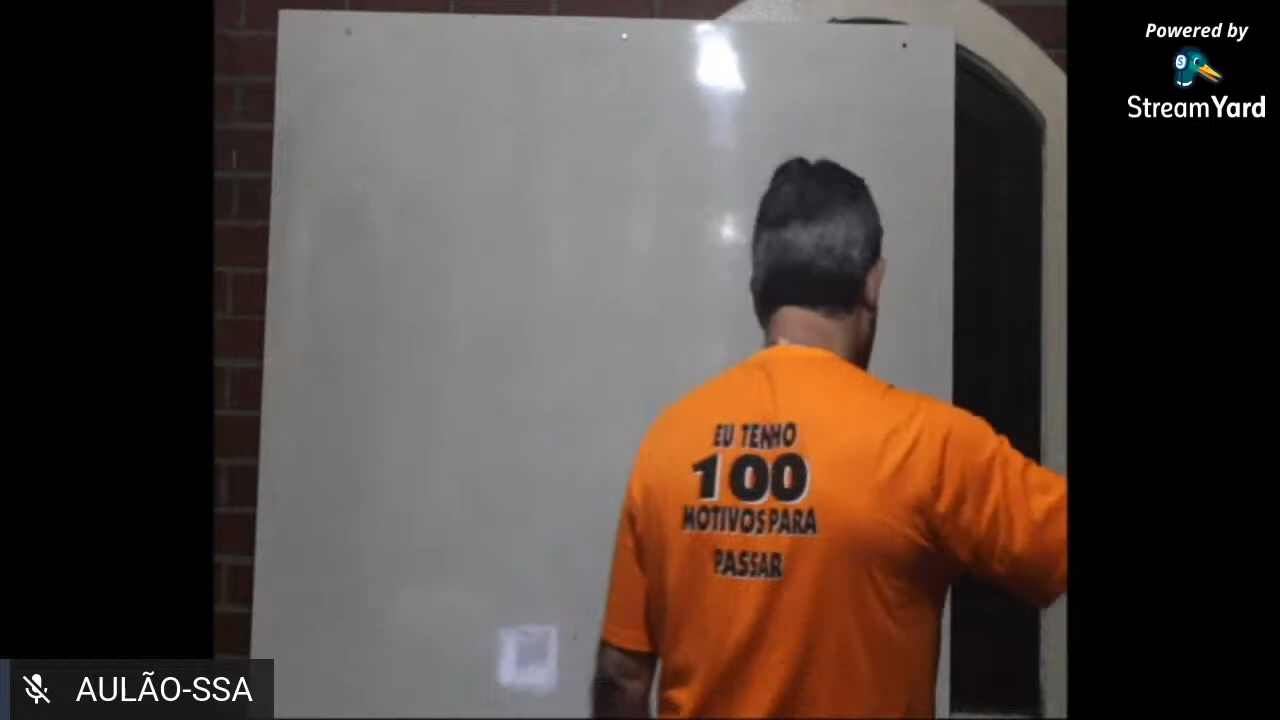 Powered by
StreamYard
EU TENHO
100
MOTIVOS PARA
PASSAR
AULÃO-SSA